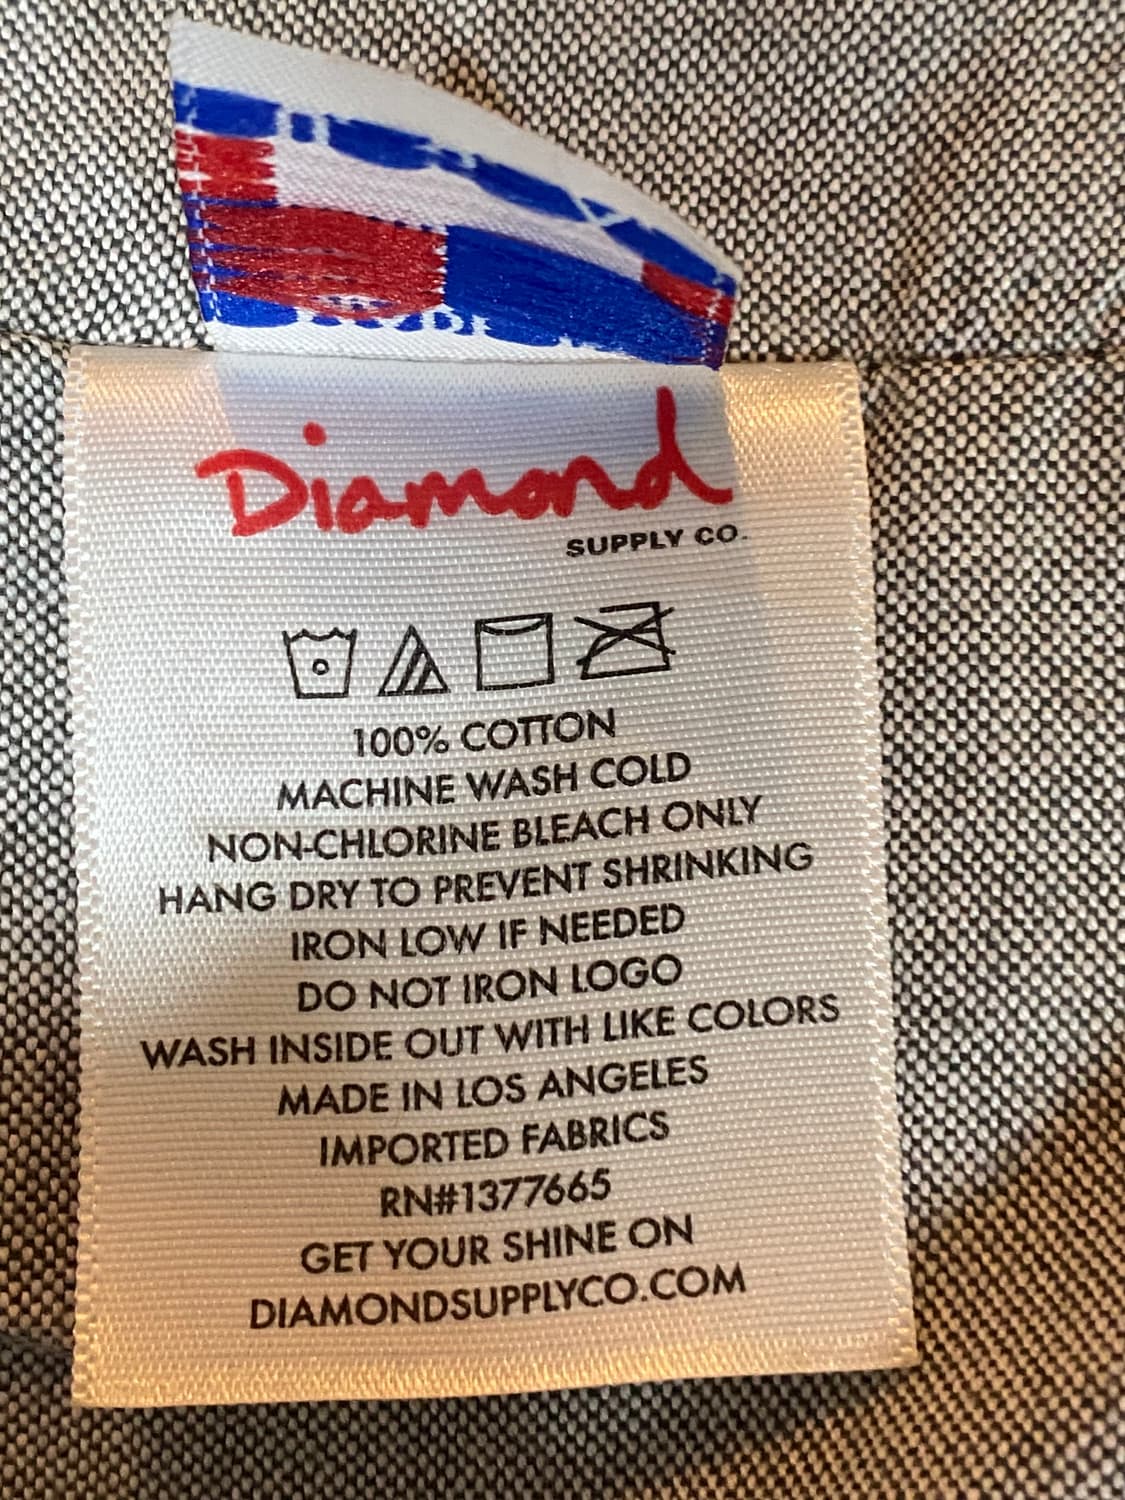 Diamond
SUPPLY CO.
100% COTTON
MACHINE WASH COLD
NON-CHLORINE BLEACH ONLY
HANG DRY TO PREVENT SHRINKING
IRON LOW IF NEEDED
DO NOT IRON LOGO
WASH INSIDE OUT WITH LIKE COLORS
MADE IN LOS ANGELES
IMPORTED FABRICS
RN#1377665
GET YOUR SHINE ON
DIAMONDSUPPLYCO.COM